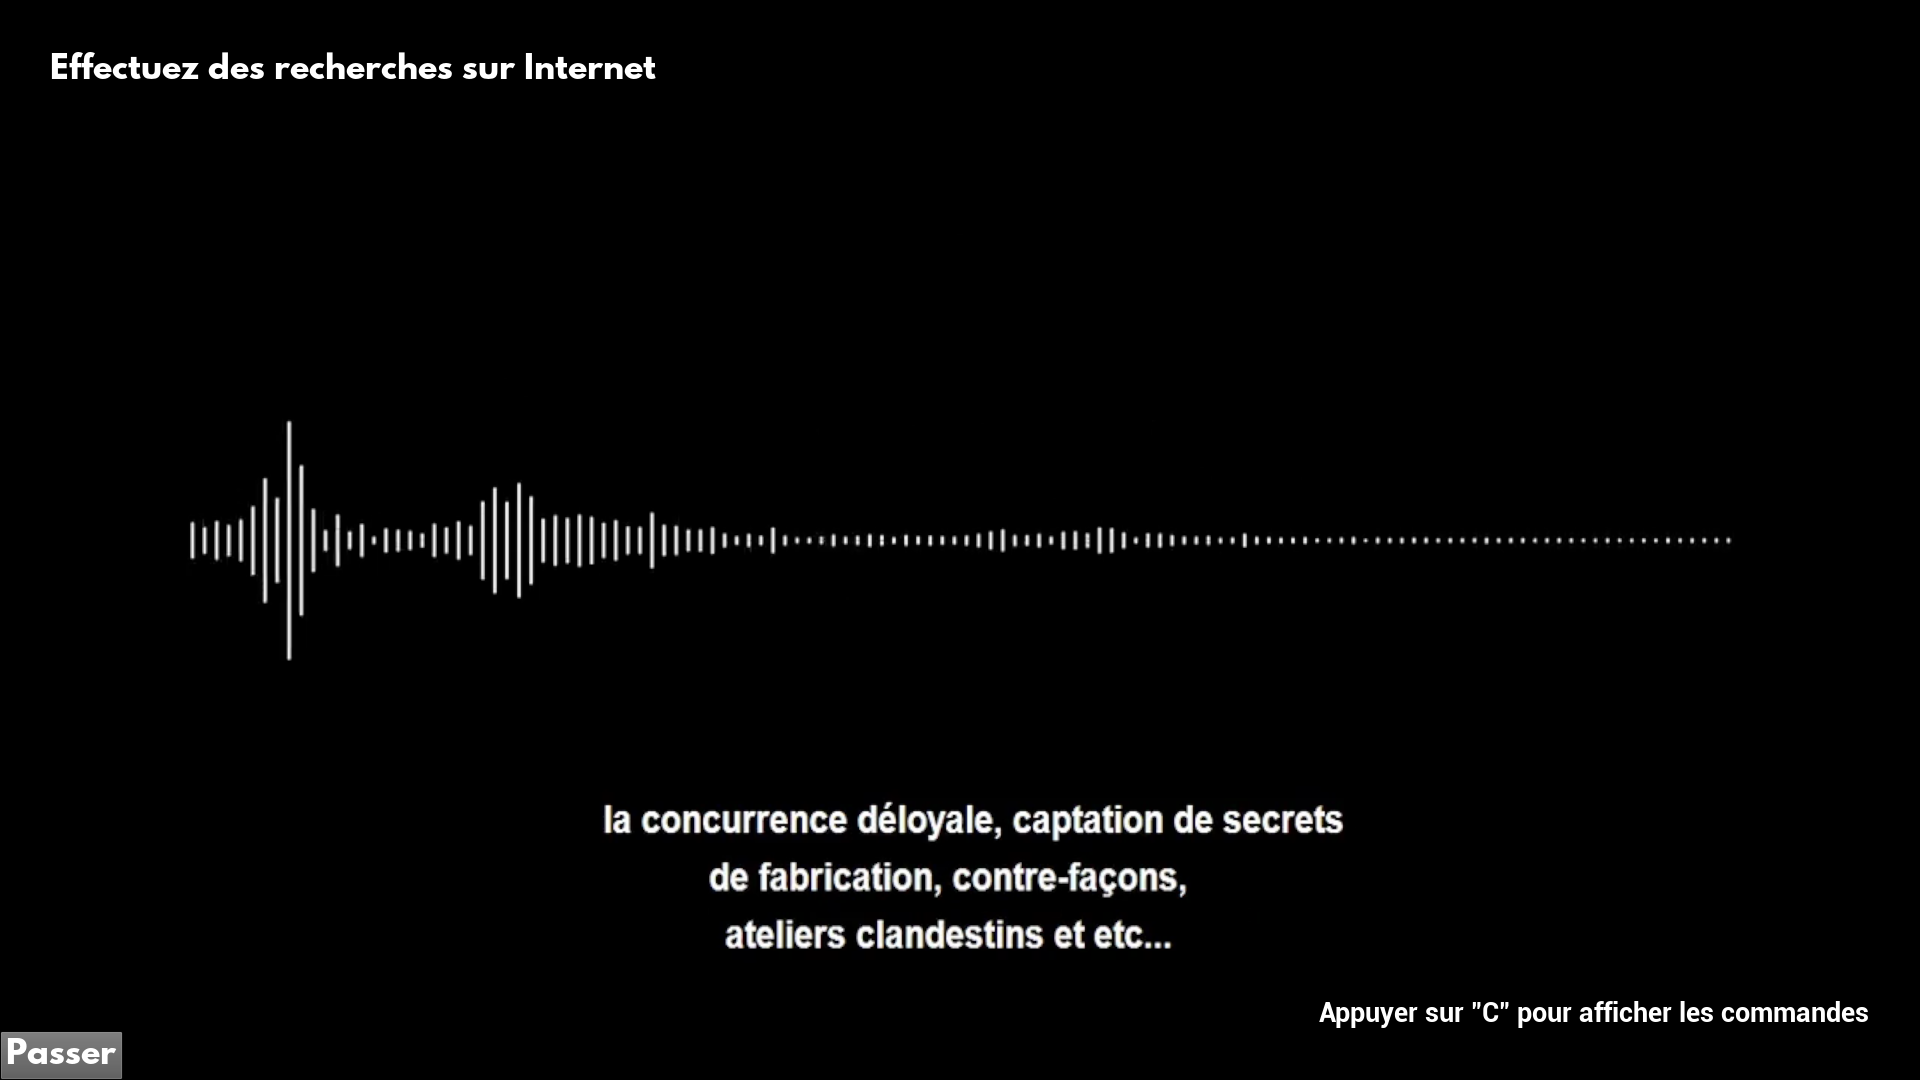 Effectuez des recherches sur Internet
la concurrence déloyale, captation de secrets
de fabrication, contre-façons,
ateliers clandestins et etc...
Appuyer sur "C" pour afficher les commandes
Passer